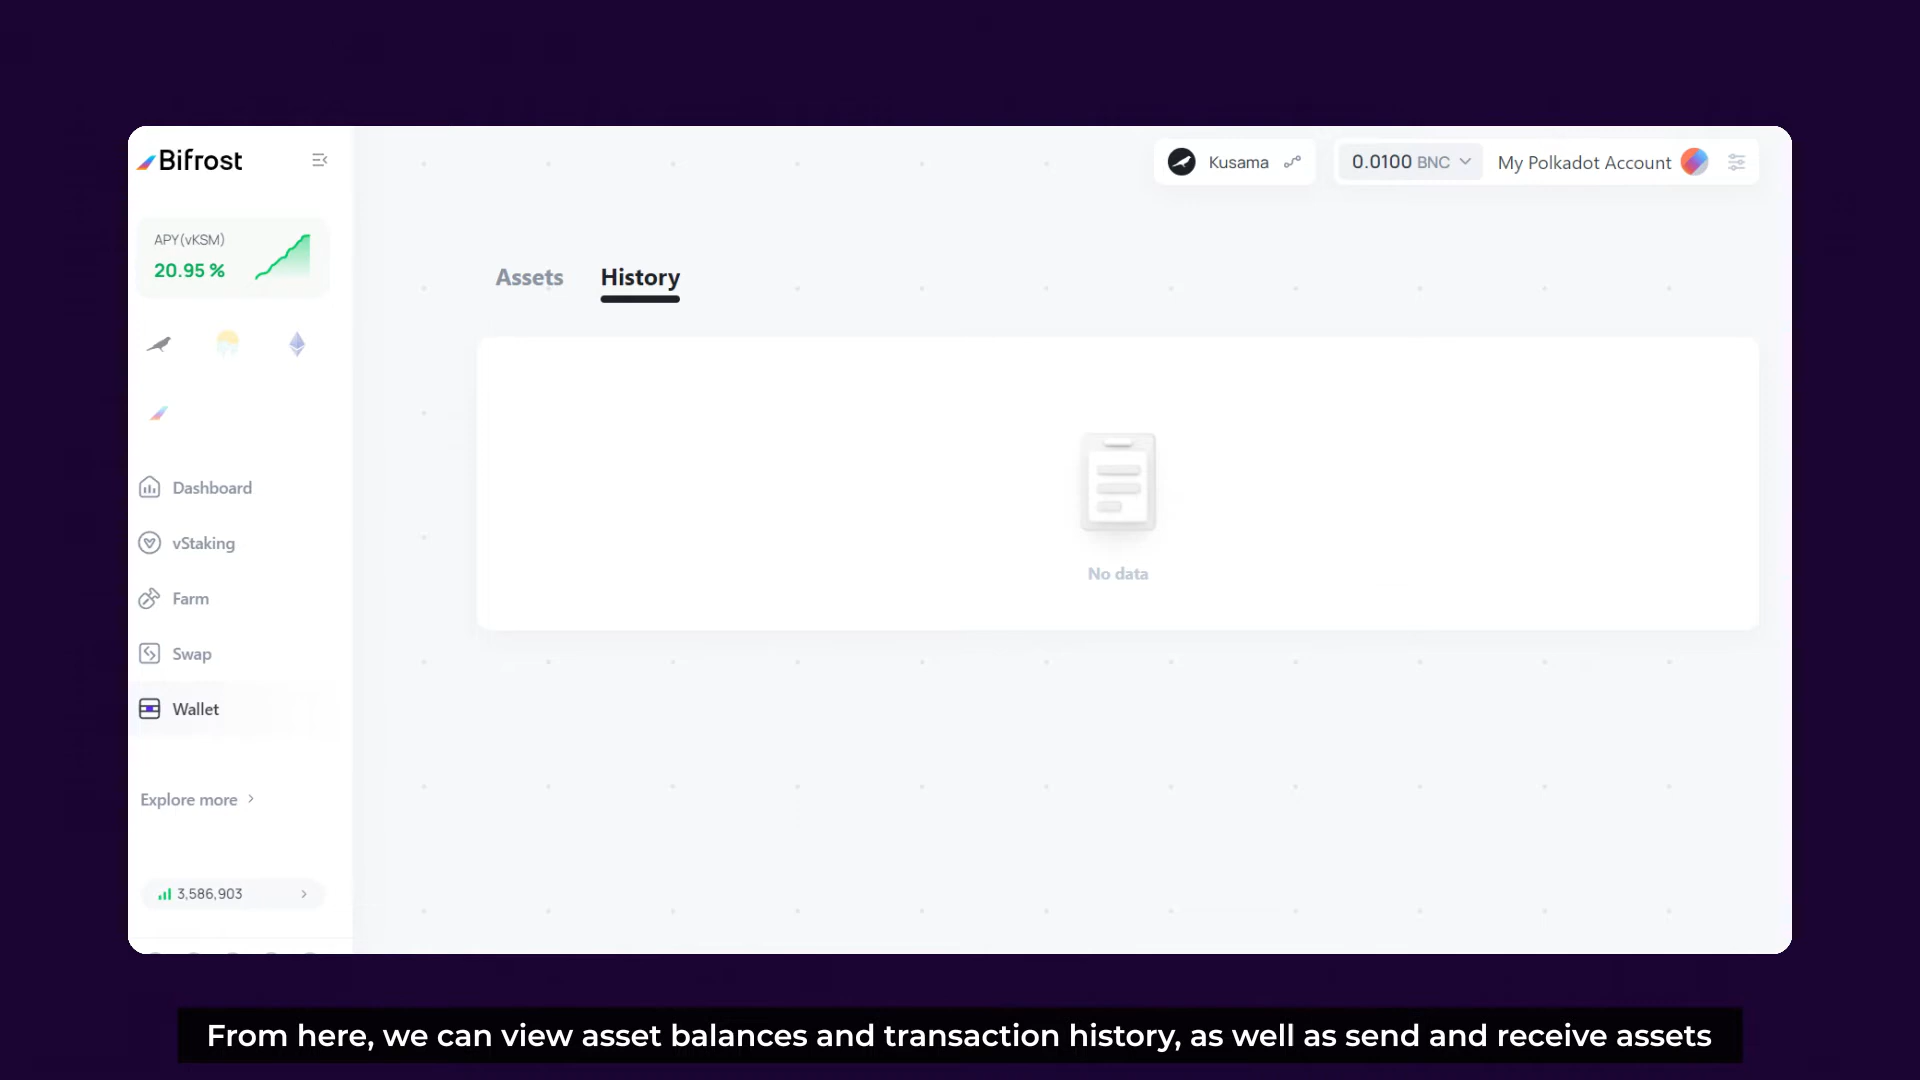 Bifrost
Kusama
0.0100 BNC
My Polkadot Account
APY(vKSM)
20.95 %
Assets
History
No data
Dashboard
vStaking
Farm
Swap
Wallet
Explore more
3,586,903
From here, we can view asset balances and transaction history, as well as send and receive assets